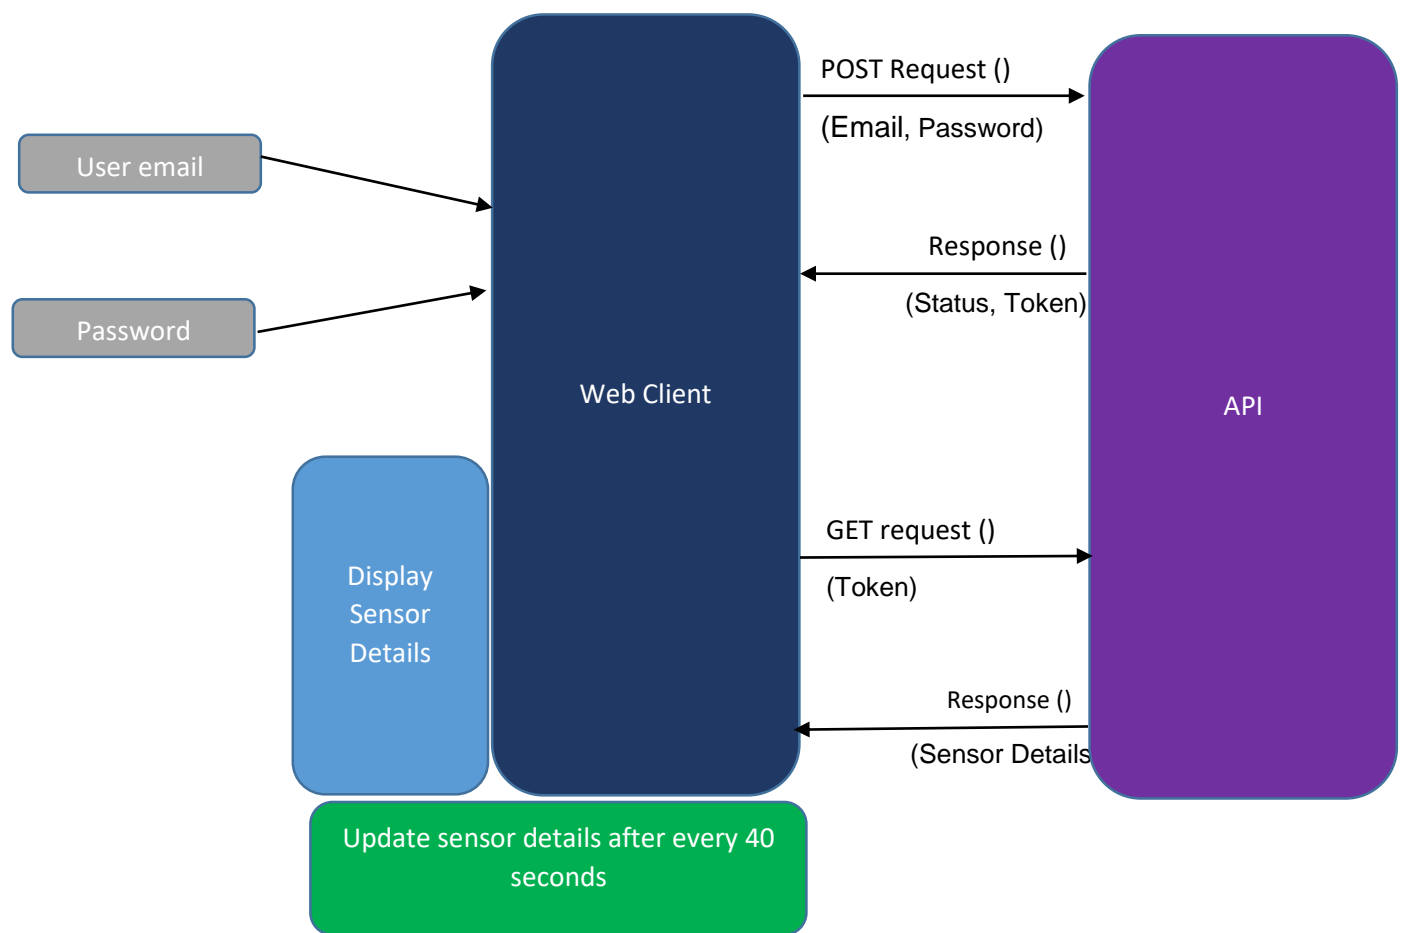 POST Request ()
(Email, Password)
User email
Response ()
(Status, Token)
Password
Web Client
API
GET request ()
(Token)
Display
Sensor
Details
Response ()
(Sensor Details
Update sensor details after every 40
seconds